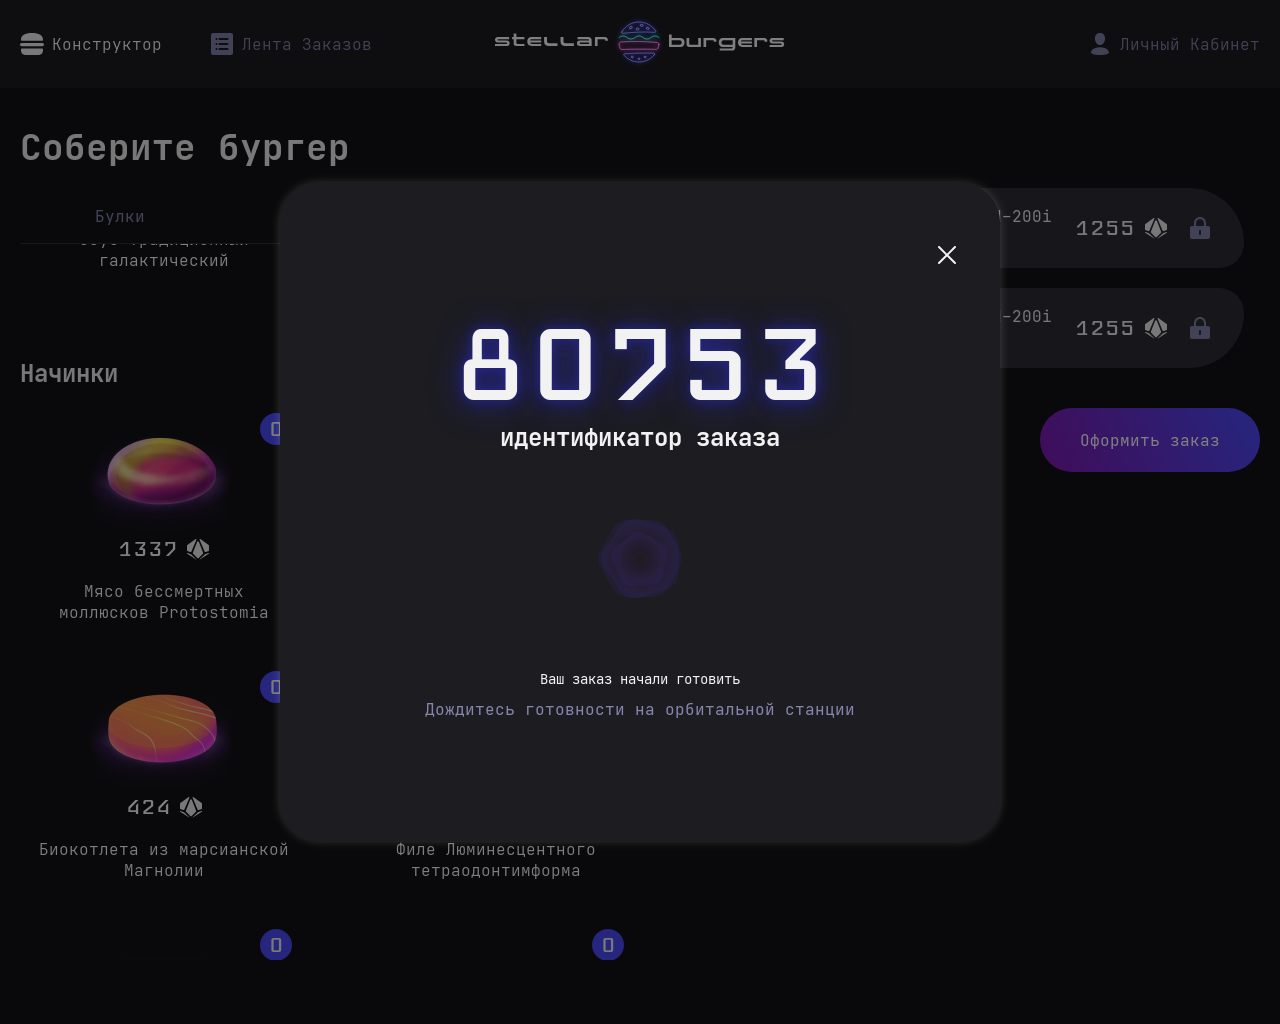 Конструктор
Лента Заказов
stellar burgers
Личный Кабинет
Соберите бургер
Булки
галактический
-200i
1255
-200i
1255
Начинки
80753
идентификатор заказа
Оформить заказ
1337
Мясо бессмертных
моллюсков Protostomia
Ваш заказ начали готовить
Дождитесь готовности на орбитальной станции
424
Биокотлета из марсианской
Магнолии
Филе Люминесцентного
тетраодонтимформа
0
0